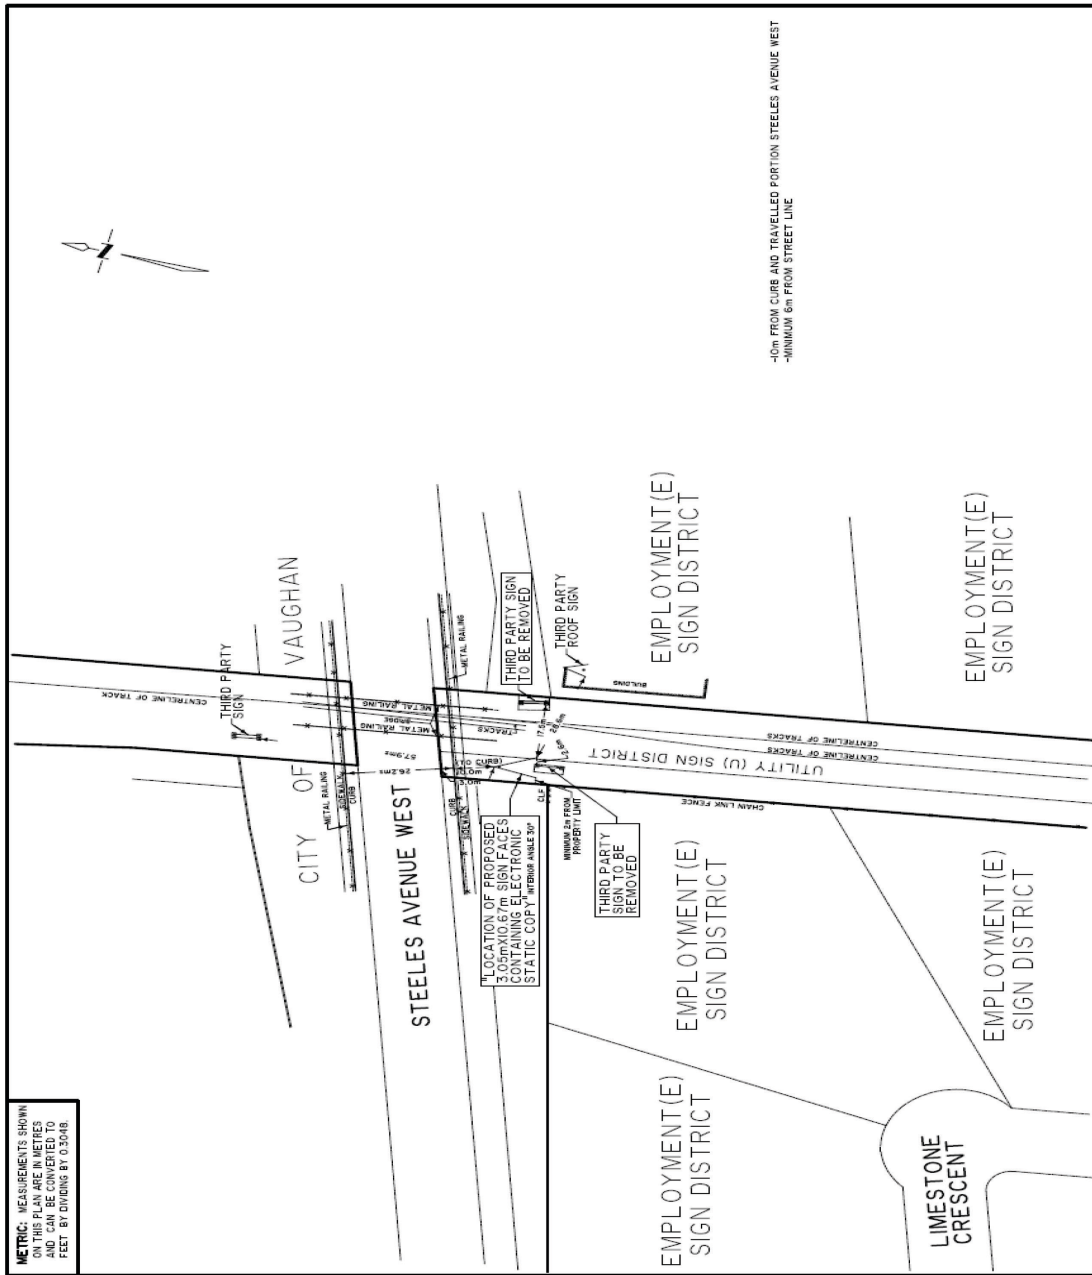 METRIC: MEASUREMENTS SHOWN
ON THIS PLAN ARE IN METRES
AND CAN BE CONVERTED TO
FEET BY DIVIDING BY 0.3048.
CITY OF VAUGHAN
CENTRELINE OF TRACK
THIRD PARTY
SIGN
METAL RAILING
SIDEWALK
CURB
METAL RAILING
METAL RAILING
BRIDGE
TRACKS
26.2m±
57.9m±
STEELES AVENUE WEST
CURB
SIDEWALK
METAL RAILING
10.0m
(TO CURB)
3.0m
"LOCATION OF PROPOSED
3.05mX10.67m SIGN FACES
CONTAINING ELECTRONIC
STATIC COPY" INTERIOR ANGLE 30°
THIRD PARTY SIGN
TO BE REMOVED
THIRD PARTY
ROOF SIGN
BUILDING
17.5m
CLF
MINIMUM 2m FROM
PROPERTY LIMIT
THIRD PARTY
SIGN TO BE
REMOVED
UTILITY (U) SIGN DISTRICT
CENTRELINE OF TRACKS
CENTRELINE OF TRACKS
CHAIN LINK FENCE
EMPLOYMENT(E)
SIGN DISTRICT
EMPLOYMENT(E)
SIGN DISTRICT
EMPLOYMENT(E)
SIGN DISTRICT
EMPLOYMENT(E)
SIGN DISTRICT
EMPLOYMENT(E)
SIGN DISTRICT
LIMESTONE
CRESCENT
-10m FROM CURB AND TRAVELLED PORTION STEELES AVENUE WEST
-MINIMUM 6m FROM STREET LINE